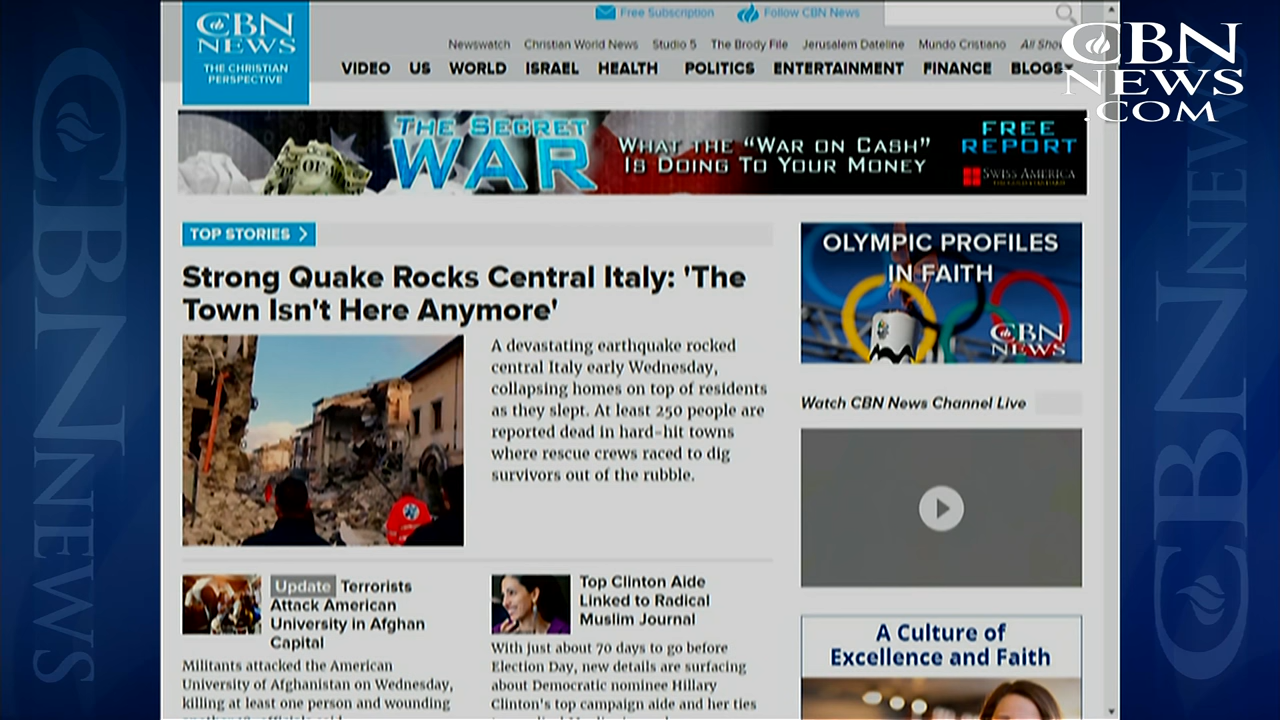 CBN
NEWS
THE CHRISTIAN
PERSPECTIVE
Free Subscription
Follow CBN News
Newswatch Christian World News Studio 5 The Brody File Jerusalem Dateline Mundo Cristiano All
VIDEO US WORLD ISRAEL HEALTH POLITICS ENTERTAINMENT FINANCE BLOGS
CBN
NEWS
.COM
THE SECRET
WAR
WHAT THE "WAR ON CASH"
IS DOING TO YOUR MONEY
FREE
REPORT
SWISS AMERICA
TOP STORIES
Strong Quake Rocks Central Italy: 'The
Town Isn't Here Anymore'
A devastating earthquake rocked
central Italy early Wednesday,
collapsing homes on top of residents
as they slept. At least 250 people are
reported dead in hard-hit towns
where rescue crews raced to dig
survivors out of the rubble.
OLYMPIC PROFILES
IN FAITH
CBN
NEWS
Watch CBN News Channel Live
Update Terrorists
Attack American
University in Afghan
Capital
Militants attacked the American
University of Afghanistan on Wednesday,
killing at least one person and wounding
Top Clinton Aide
Linked to Radical
Muslim Journal
With just about 70 days to go before
Election Day, new details are surfacing
about Democratic nominee Hillary
Clinton's top campaign aide and her ties
A Culture of
Excellence and Faith
CBN NEWS
CBN NEWS